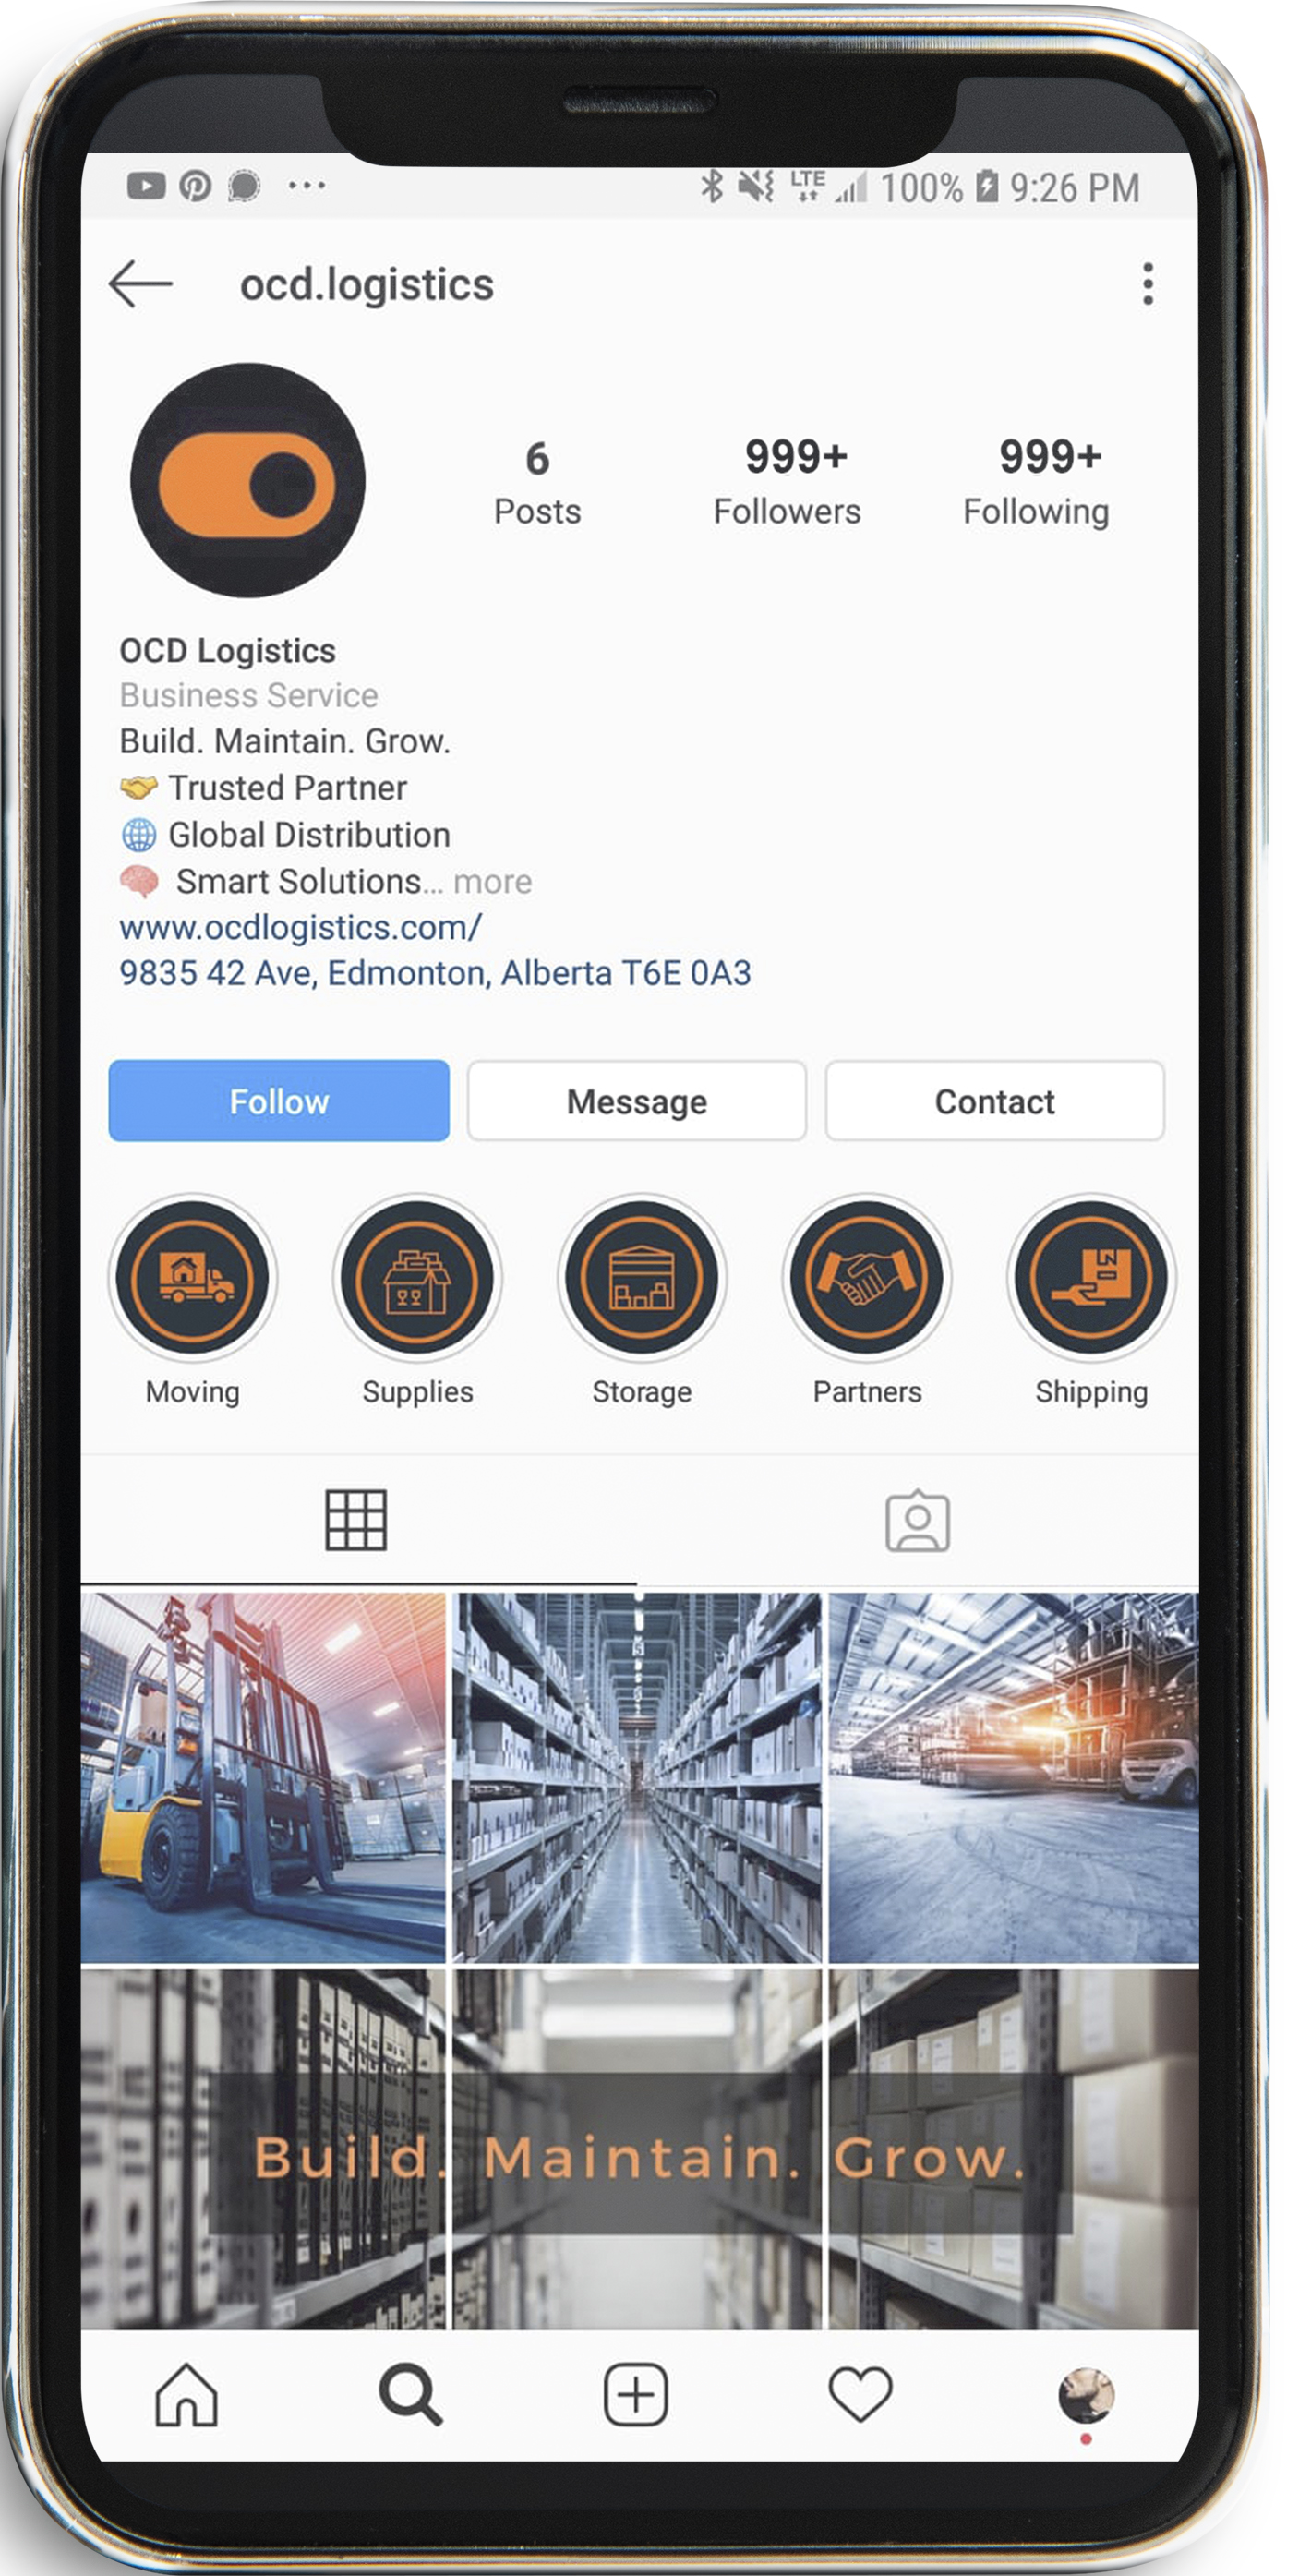 LTE 100% 9:26 PM
ocd.logistics
6 999+ 999+
Posts Followers Following
OCD Logistics
Business Service
Build. Maintain. Grow.
🤝 Trusted Partner
🌐 Global Distribution
🧠 Smart Solutions... more
www.ocdlogistics.com/
9835 42 Ave, Edmonton, Alberta T6E 0A3
Follow Message Contact
Moving Supplies Storage Partners Shipping
Build. Maintain. Grow.